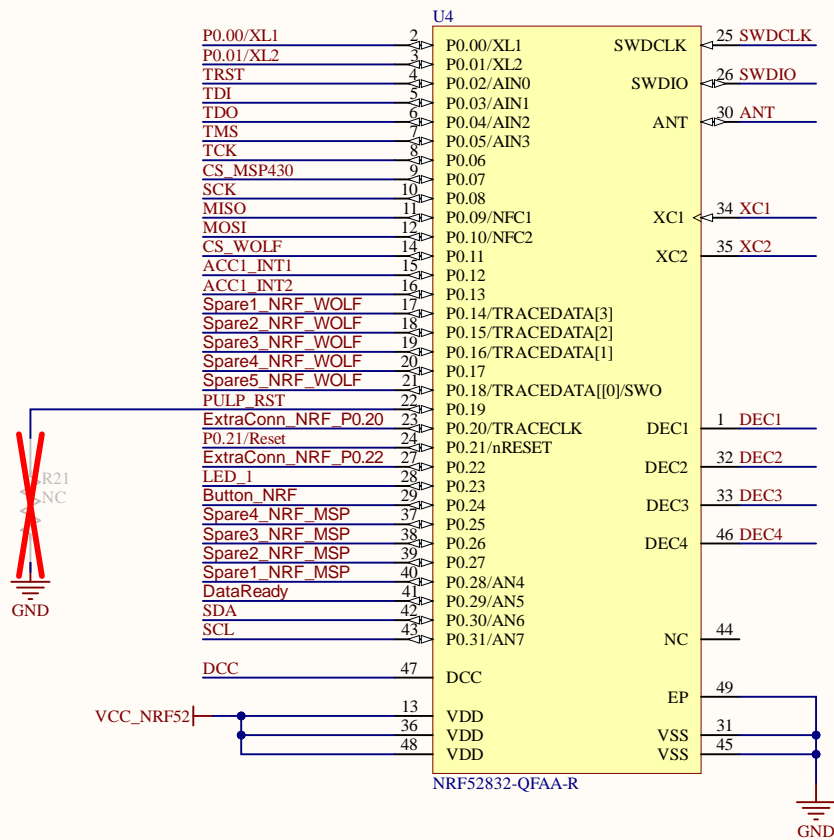 U4
P0.00/XL1 2 P0.00/XL1 SWDCLK 25 SWDCLK
P0.01/XL2 3 P0.01/XL2
TRST 4 P0.02/AIN0 SWDIO 26 SWDIO
TDI 5 P0.03/AIN1
TDO 6 P0.04/AIN2 ANT 30 ANT
TMS 7 P0.05/AIN3
TCK 8 P0.06
CS_MSP430 9 P0.07
SCK 10 P0.08
MISO 11 P0.09/NFC1 XC1 34 XC1
MOSI 12 P0.10/NFC2
CS_WOLF 14 P0.11 XC2 35 XC2
ACC1_INT1 15 P0.12
ACC1_INT2 16 P0.13
Spare1_NRF_WOLF 17 P0.14/TRACEDATA[3]
Spare2_NRF_WOLF 18 P0.15/TRACEDATA[2]
Spare3_NRF_WOLF 19 P0.16/TRACEDATA[1]
Spare4_NRF_WOLF 20 P0.17
Spare5_NRF_WOLF 21 P0.18/TRACEDATA[[0]/SWO
PULP_RST 22 P0.19
ExtraConn_NRF_P0.20 23 P0.20/TRACECLK DEC1 1 DEC1
P0.21/Reset 24 P0.21/nRESET
ExtraConn_NRF_P0.22 27 P0.22 DEC2 32 DEC2
R21
LED_1 28 P0.23
NC
Button_NRF 29 P0.24 DEC3 33 DEC3
Spare4_NRF_MSP 37 P0.25
Spare3_NRF_MSP 38 P0.26 DEC4 46 DEC4
Spare2_NRF_MSP 39 P0.27
Spare1_NRF_MSP 40 P0.28/AN4
DataReady 41 P0.29/AN5
GND
SDA 42 P0.30/AN6
SCL 43 P0.31/AN7 NC 44
DCC 47 DCC
EP 49
VCC_NRF52 13 VDD
36 VDD VSS 31
48 VDD VSS 45
NRF52832-QFAA-R
GND